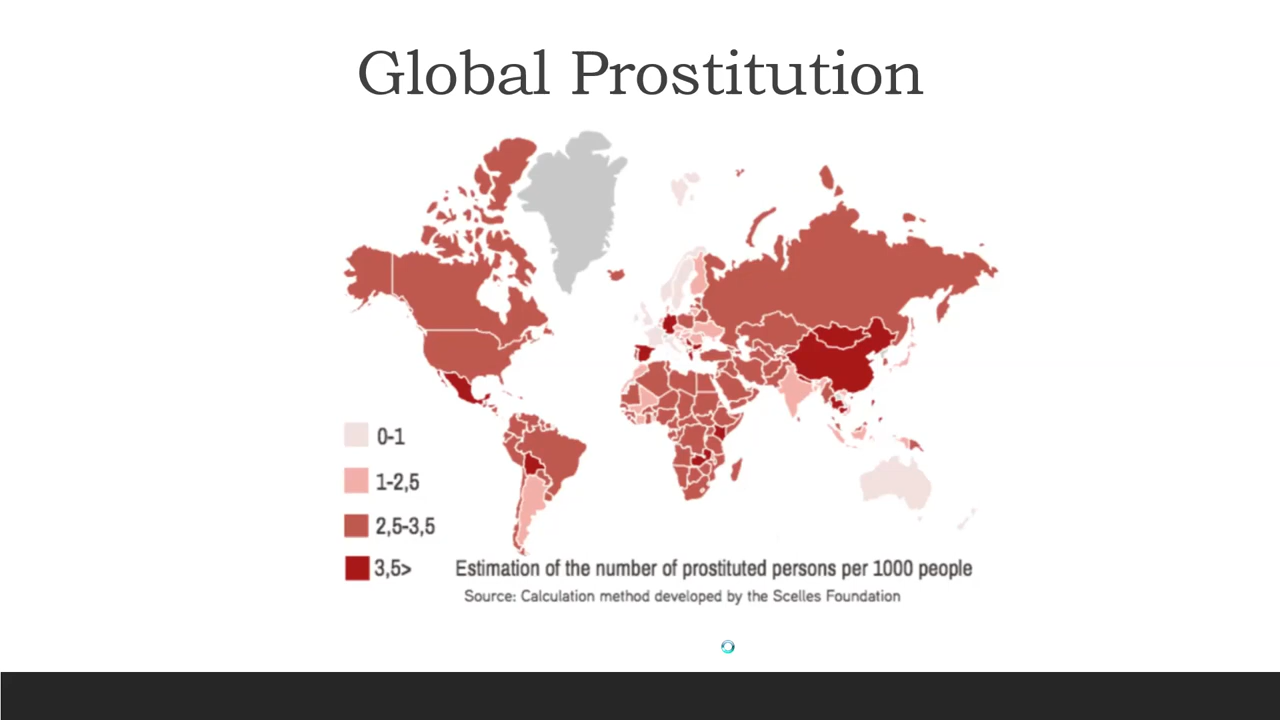 Global Prostitution
0-1
1-2,5
2,5-3,5
3,5>
Estimation of the number of prostituted persons per 1000 people
Source: Calculation method developed by the Scelles Foundation